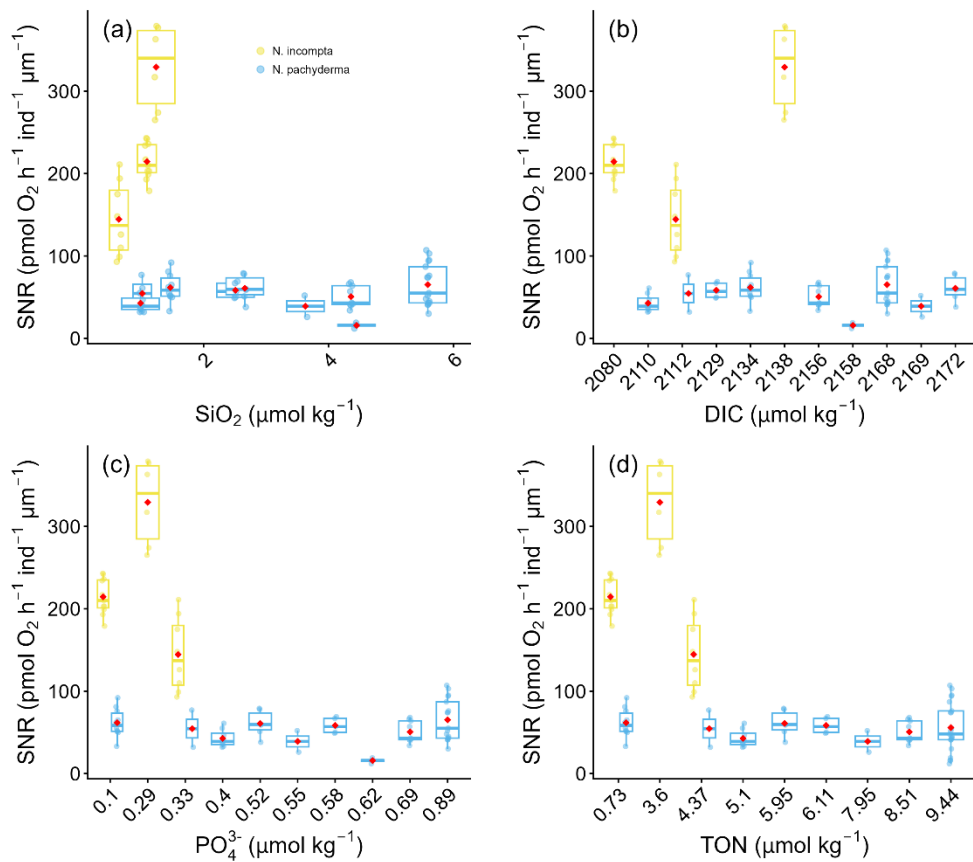 (a)
N. incompta
N. pachyderma
SNR (pmol O₂ h⁻¹ ind⁻¹ µm⁻¹)
300
200
100
0
2 4 6
SiO₂ (µmol kg⁻¹)
(b)
SNR (pmol O₂ h⁻¹ ind⁻¹ µm⁻¹)
300
200
100
0
2080 2110 2112 2129 2134 2138 2156 2158 2168 2169 2172
DIC (µmol kg⁻¹)
(c)
SNR (pmol O₂ h⁻¹ ind⁻¹ µm⁻¹)
300
200
100
0
0.1 0.29 0.33 0.4 0.52 0.55 0.58 0.62 0.69 0.89
PO₄³⁻ (µmol kg⁻¹)
(d)
SNR (pmol O₂ h⁻¹ ind⁻¹ µm⁻¹)
300
200
100
0
0.73 3.6 4.37 5.1 5.95 6.11 7.95 8.51 9.44
TON (µmol kg⁻¹)